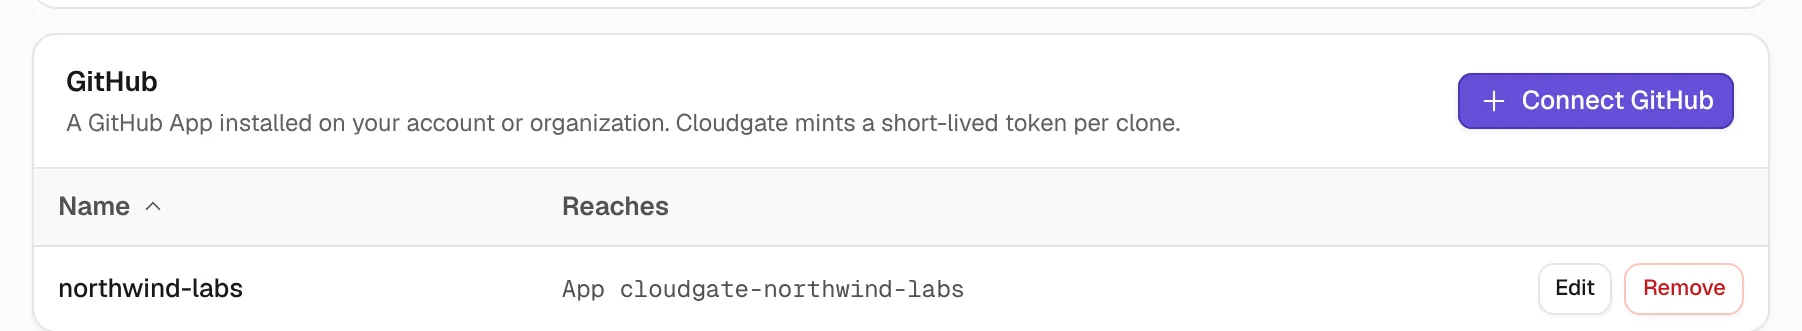 GitHub
A GitHub App installed on your account or organization. Cloudgate mints a short-lived token per clone.
+ Connect GitHub
Name Reaches
northwind-labs App cloudgate-northwind-labs Edit Remove